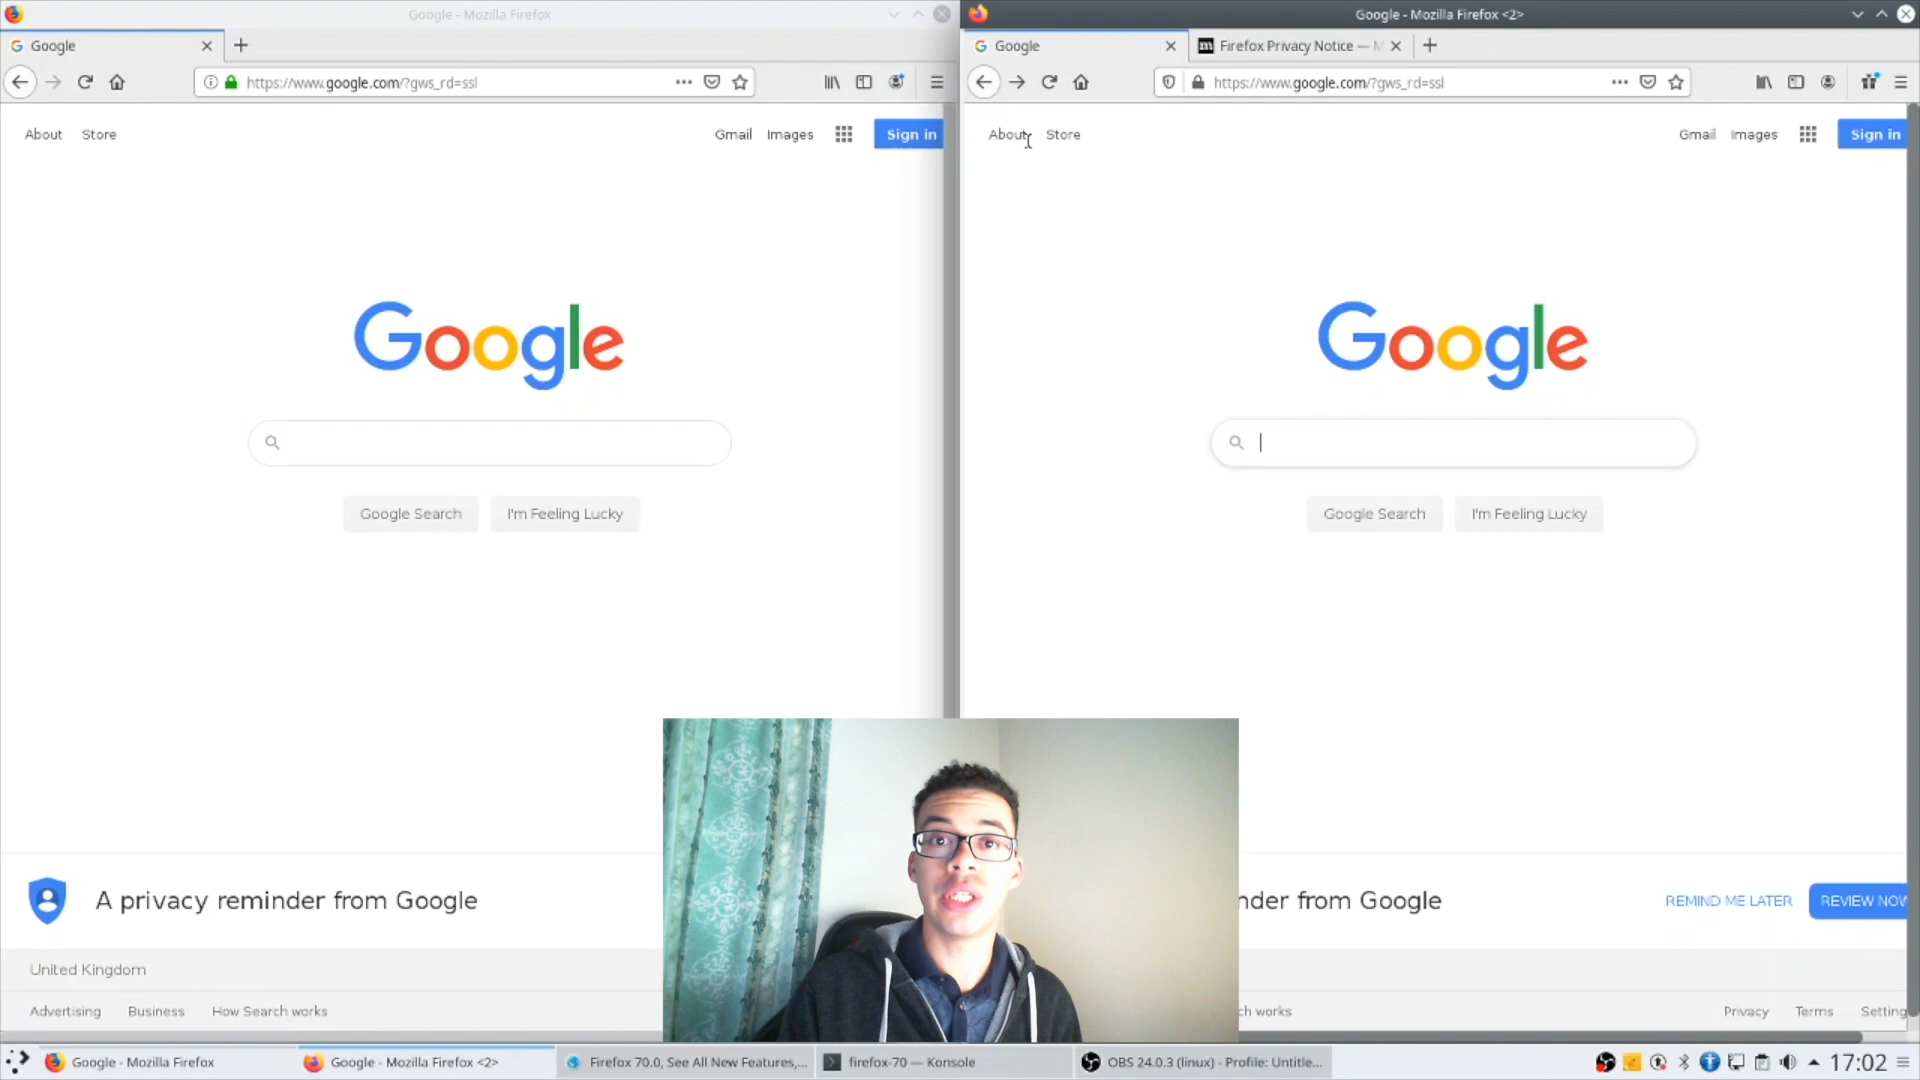 Google - Mozilla Firefox
Google
https://www.google.com/?gws_rd=ssl
About Store
Gmail Images
Sign in
Google
Google Search
I'm Feeling Lucky
A privacy reminder from Google
United Kingdom
Advertising Business How Search works
Google - Mozilla Firefox <2>
Google
Firefox Privacy Notice — M
https://www.google.com/?gws_rd=ssl
About Store
Gmail Images
Sign in
Google
Google Search
I'm Feeling Lucky
nder from Google
REMIND ME LATER
REVIEW NOW
ch works
Privacy Terms Setting
Google - Mozilla Firefox
Google - Mozilla Firefox <2>
Firefox 70.0, See All New Features,...
firefox-70 — Konsole
OBS 24.0.3 (linux) - Profile: Untitle...
17:02